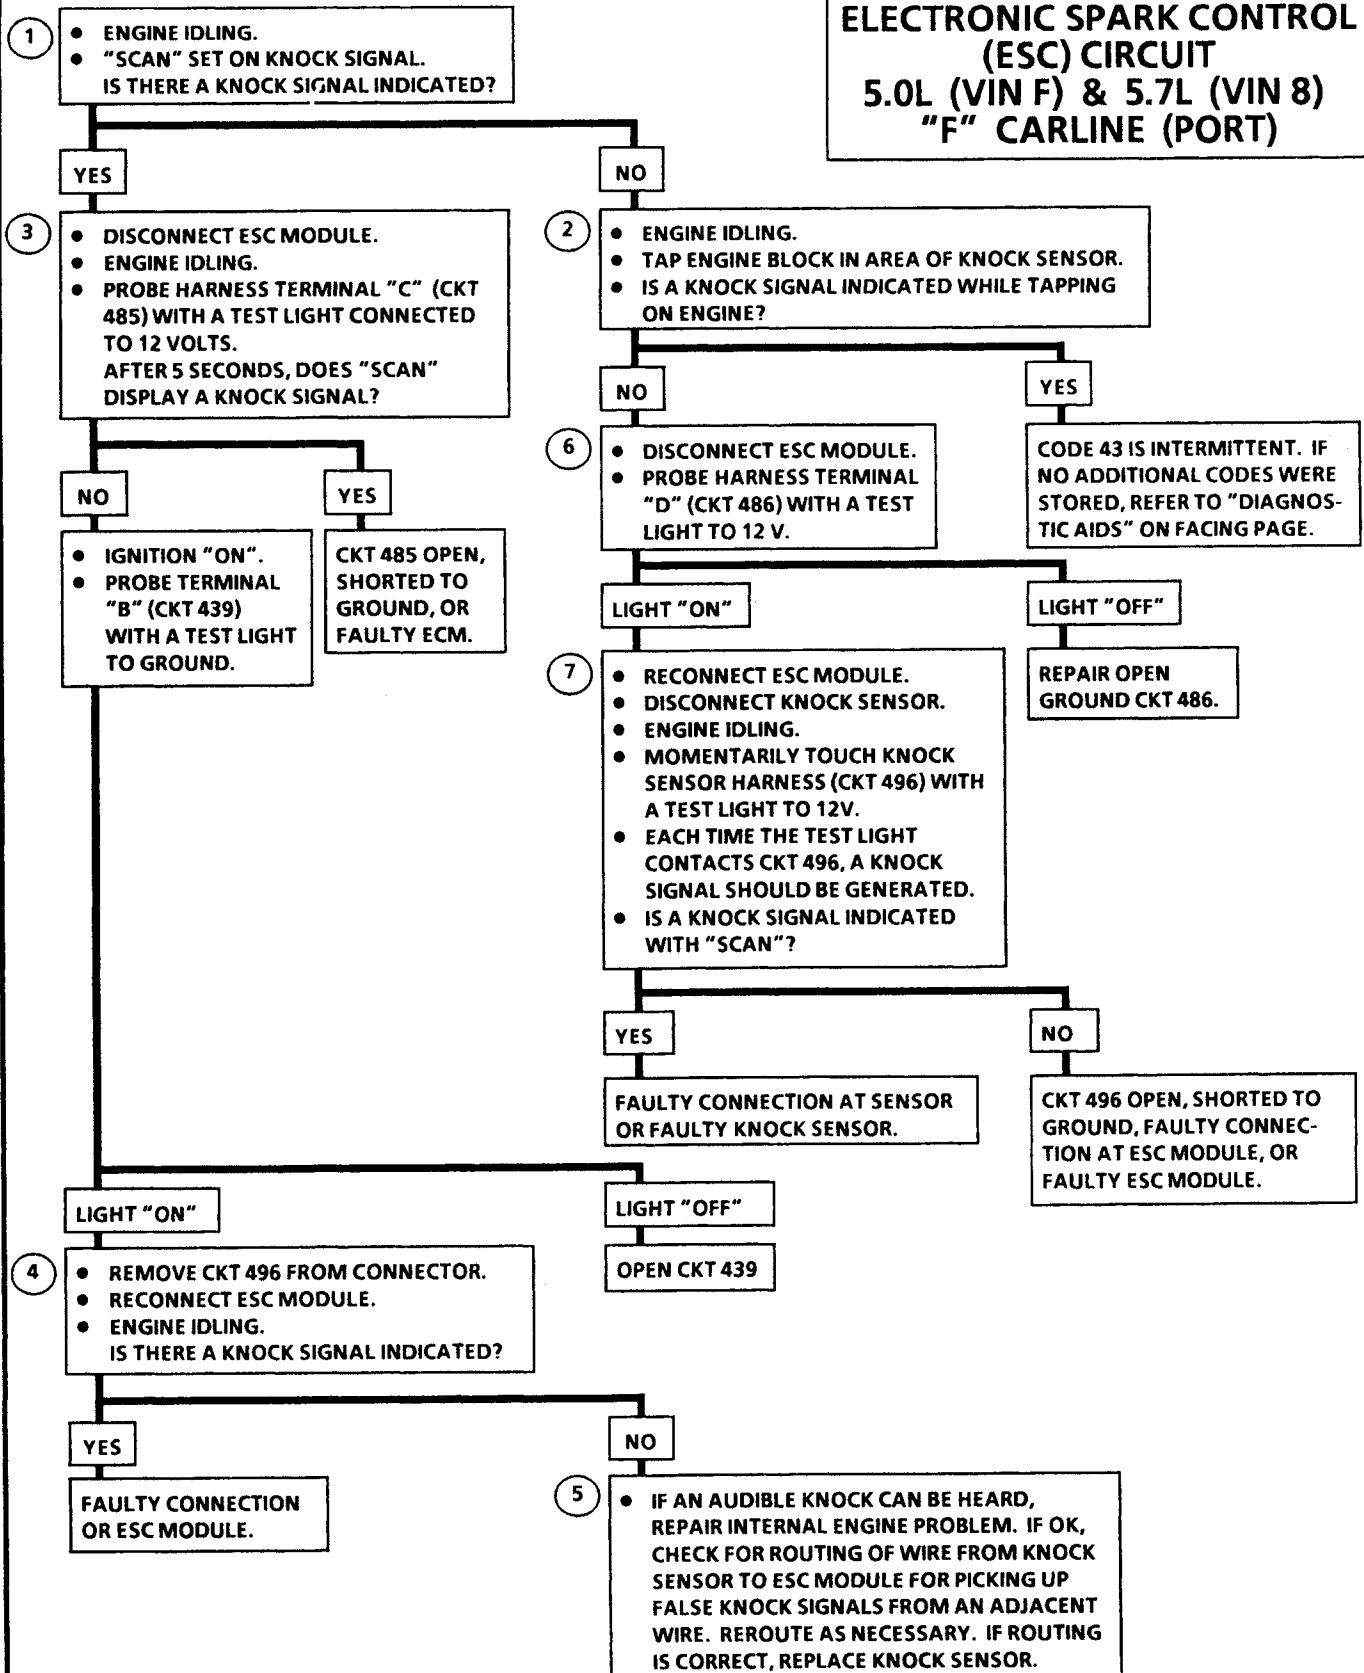 ELECTRONIC SPARK CONTROL
(ESC) CIRCUIT
5.0L (VIN F) & 5.7L (VIN 8)
"F" CARLINE (PORT)
1
• ENGINE IDLING.
• "SCAN" SET ON KNOCK SIGNAL.
IS THERE A KNOCK SIGNAL INDICATED?
YES
NO
3
• DISCONNECT ESC MODULE.
• ENGINE IDLING.
• PROBE HARNESS TERMINAL "C" (CKT
485) WITH A TEST LIGHT CONNECTED
TO 12 VOLTS.
AFTER 5 SECONDS, DOES "SCAN"
DISPLAY A KNOCK SIGNAL?
2
• ENGINE IDLING.
• TAP ENGINE BLOCK IN AREA OF KNOCK SENSOR.
• IS A KNOCK SIGNAL INDICATED WHILE TAPPING
ON ENGINE?
NO
YES
NO
YES
6
• DISCONNECT ESC MODULE.
• PROBE HARNESS TERMINAL
"D" (CKT 486) WITH A TEST
LIGHT TO 12 V.
CODE 43 IS INTERMITTENT. IF
NO ADDITIONAL CODES WERE
STORED, REFER TO "DIAGNOS-
TIC AIDS" ON FACING PAGE.
• IGNITION "ON".
• PROBE TERMINAL
"B" (CKT 439)
WITH A TEST LIGHT
TO GROUND.
CKT 485 OPEN,
SHORTED TO
GROUND, OR
FAULTY ECM.
LIGHT "ON"
LIGHT "OFF"
7
• RECONNECT ESC MODULE.
• DISCONNECT KNOCK SENSOR.
• ENGINE IDLING.
• MOMENTARILY TOUCH KNOCK
SENSOR HARNESS (CKT 496) WITH
A TEST LIGHT TO 12V.
• EACH TIME THE TEST LIGHT
CONTACTS CKT 496, A KNOCK
SIGNAL SHOULD BE GENERATED.
• IS A KNOCK SIGNAL INDICATED
WITH "SCAN"?
REPAIR OPEN
GROUND CKT 486.
YES
NO
FAULTY CONNECTION AT SENSOR
OR FAULTY KNOCK SENSOR.
CKT 496 OPEN, SHORTED TO
GROUND, FAULTY CONNEC-
TION AT ESC MODULE, OR
FAULTY ESC MODULE.
LIGHT "ON"
LIGHT "OFF"
4
• REMOVE CKT 496 FROM CONNECTOR.
• RECONNECT ESC MODULE.
• ENGINE IDLING.
IS THERE A KNOCK SIGNAL INDICATED?
OPEN CKT 439
YES
NO
FAULTY CONNECTION
OR ESC MODULE.
5
• IF AN AUDIBLE KNOCK CAN BE HEARD,
REPAIR INTERNAL ENGINE PROBLEM. IF OK,
CHECK FOR ROUTING OF WIRE FROM KNOCK
SENSOR TO ESC MODULE FOR PICKING UP
FALSE KNOCK SIGNALS FROM AN ADJACENT
WIRE. REROUTE AS NECESSARY. IF ROUTING
IS CORRECT, REPLACE KNOCK SENSOR.